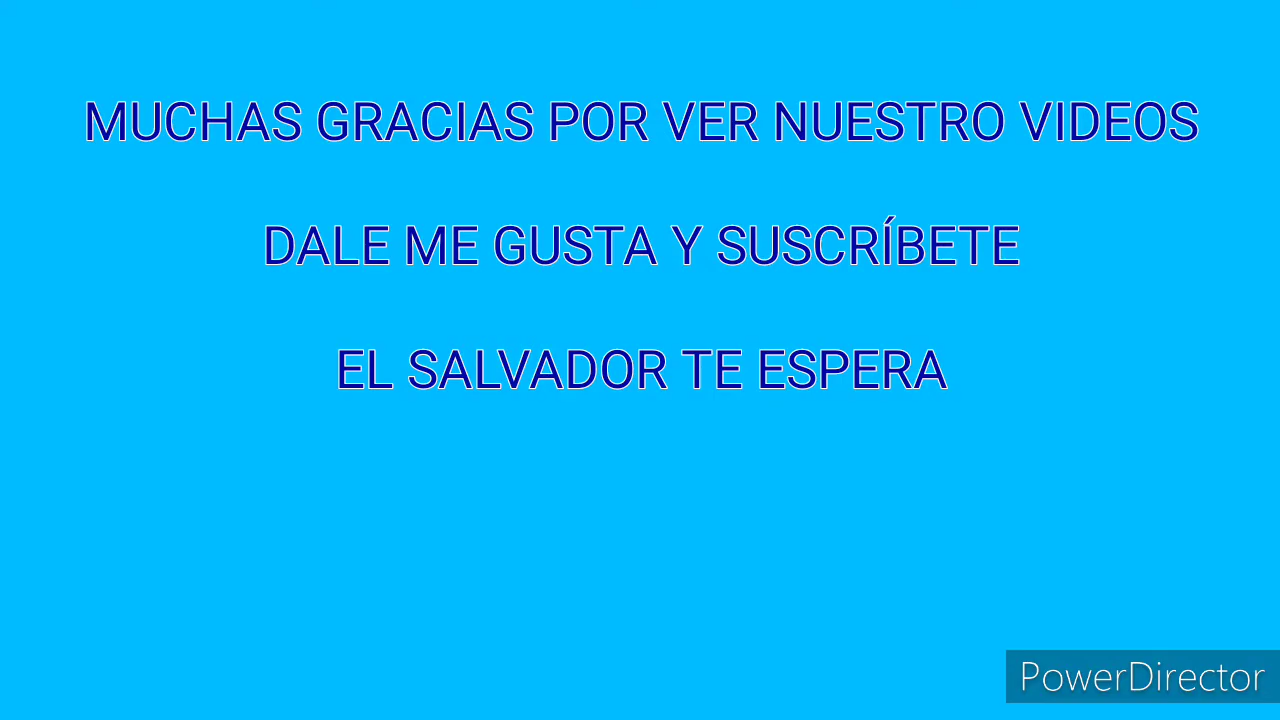 MUCHAS GRACIAS POR VER NUESTRO VIDEOS
DALE ME GUSTA Y SUSCRÍBETE
EL SALVADOR TE ESPERA
PowerDirector